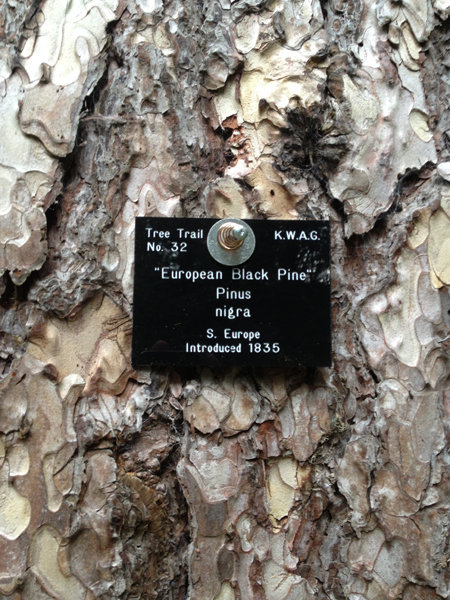 Tree Trail K.W.A.G.
No. 32
"European Black Pine"
Pinus
nigra
S. Europe
Introduced 1835